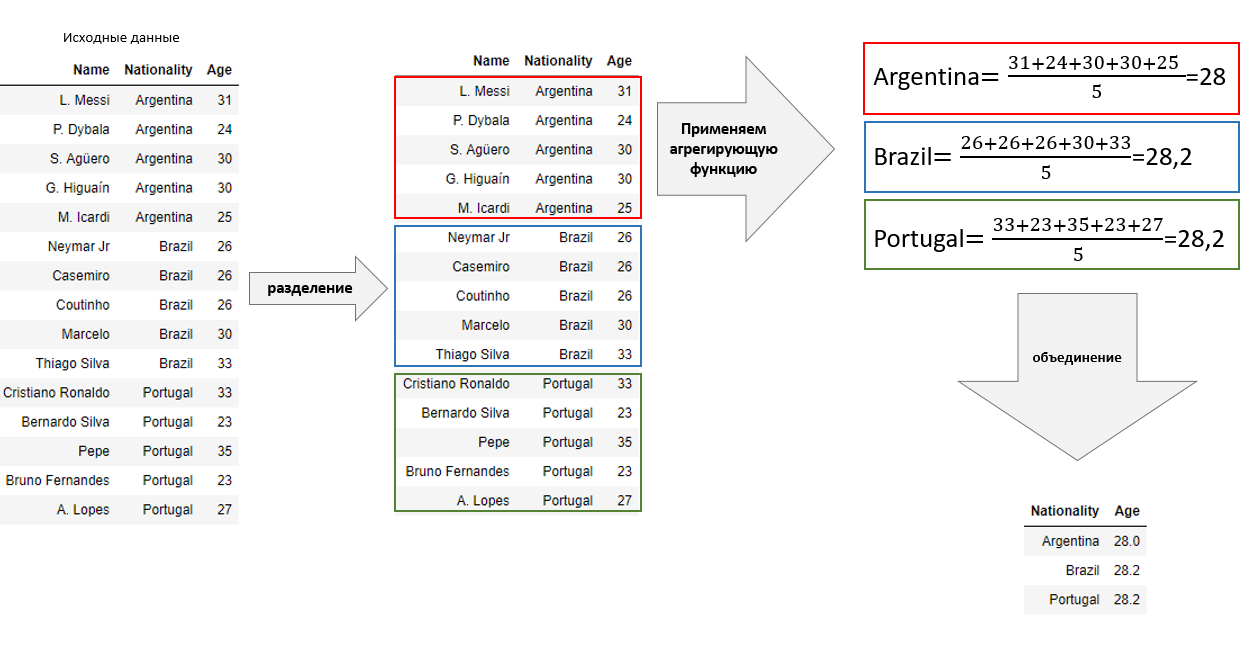 Исходные данные
Name Nationality Age
L. Messi Argentina 31
P. Dybala Argentina 24
S. Agüero Argentina 30
G. Higuaín Argentina 30
M. Icardi Argentina 25
Neymar Jr Brazil 26
Casemiro Brazil 26
Coutinho Brazil 26
Marcelo Brazil 30
Thiago Silva Brazil 33
Cristiano Ronaldo Portugal 33
Bernardo Silva Portugal 23
Pepe Portugal 35
Bruno Fernandes Portugal 23
A. Lopes Portugal 27
разделение
Name Nationality Age
L. Messi Argentina 31
P. Dybala Argentina 24
S. Agüero Argentina 30
G. Higuaín Argentina 30
M. Icardi Argentina 25
Neymar Jr Brazil 26
Casemiro Brazil 26
Coutinho Brazil 26
Marcelo Brazil 30
Thiago Silva Brazil 33
Cristiano Ronaldo Portugal 33
Bernardo Silva Portugal 23
Pepe Portugal 35
Bruno Fernandes Portugal 23
A. Lopes Portugal 27
Применяем
агрегирующую
функцию
Argentina= 31+24+30+30+25/5=28
Brazil= 26+26+26+30+33/5=28,2
Portugal= 33+23+35+23+27/5=28,2
объединение
Nationality Age
Argentina 28.0
Brazil 28.2
Portugal 28.2